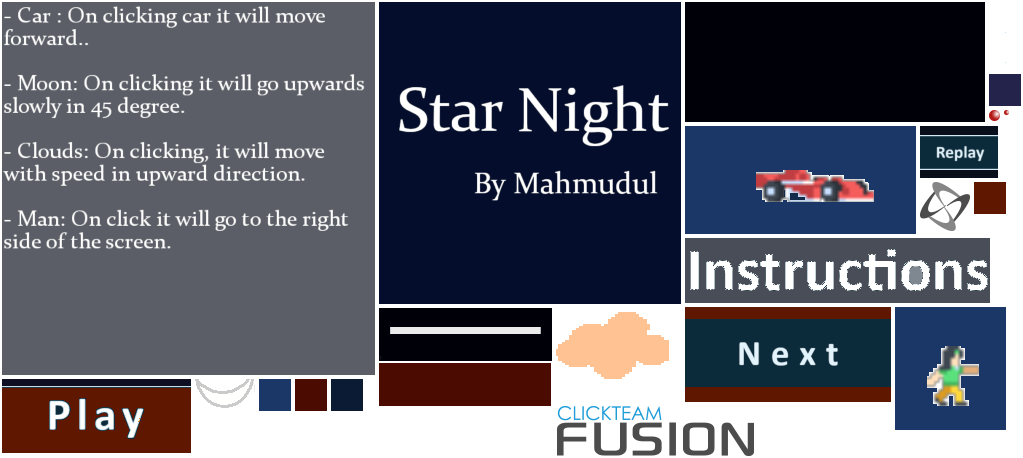 - Car : On clicking car it will move
forward..
- Moon: On clicking it will go upwards
slowly in 45 degree.
- Clouds: On clicking, it will move
with speed in upward direction.
- Man: On click it will go to the right
side of the screen.
Star Night
By Mahmudul
Replay
Instructions
Next
Play
CLICKTEAM
FUSION